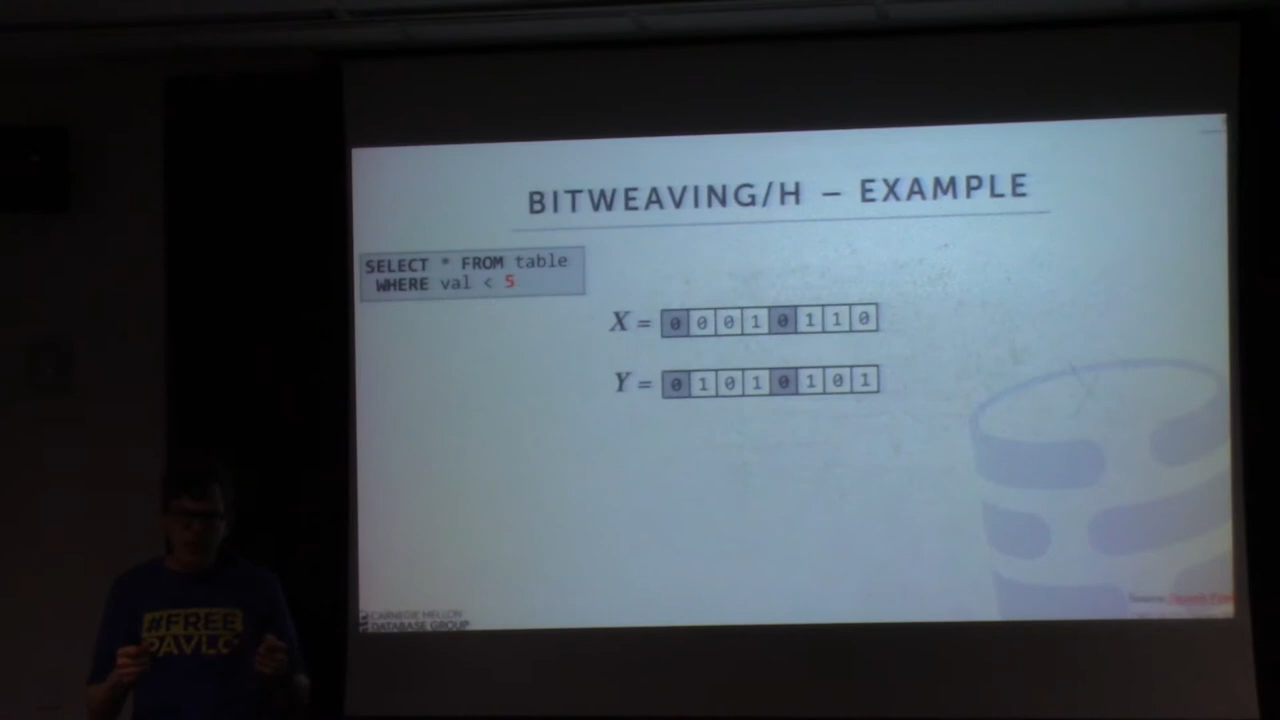 BITWEAVING/H – EXAMPLE
SELECT * FROM table
WHERE val < 5
X = 0 0 0 1 0 1 1 0
Y = 0 1 0 1 0 1 0 1
#FREE
PAVLO
CARNEGIE MELLON
DATABASE GROUP
Source: